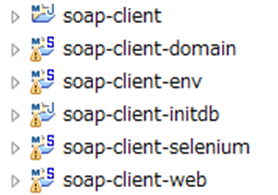 soap-client
soap-client-domain
soap-client-env
soap-client-initdb
soap-client-selenium
soap-client-web